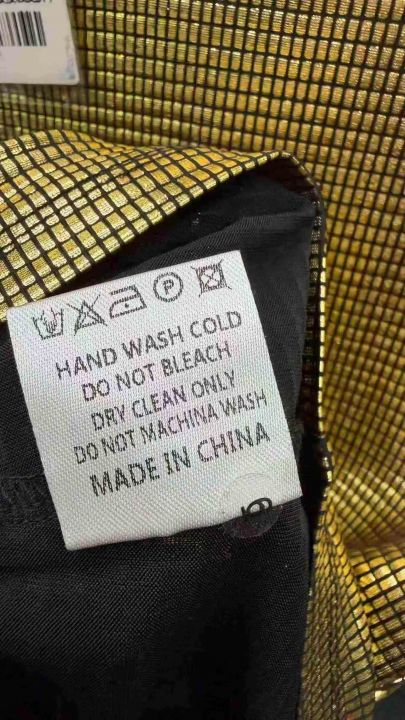 P
HAND WASH COLD
DO NOT BLEACH
DRY CLEAN ONLY
DO NOT MACHINA WASH
MADE IN CHINA